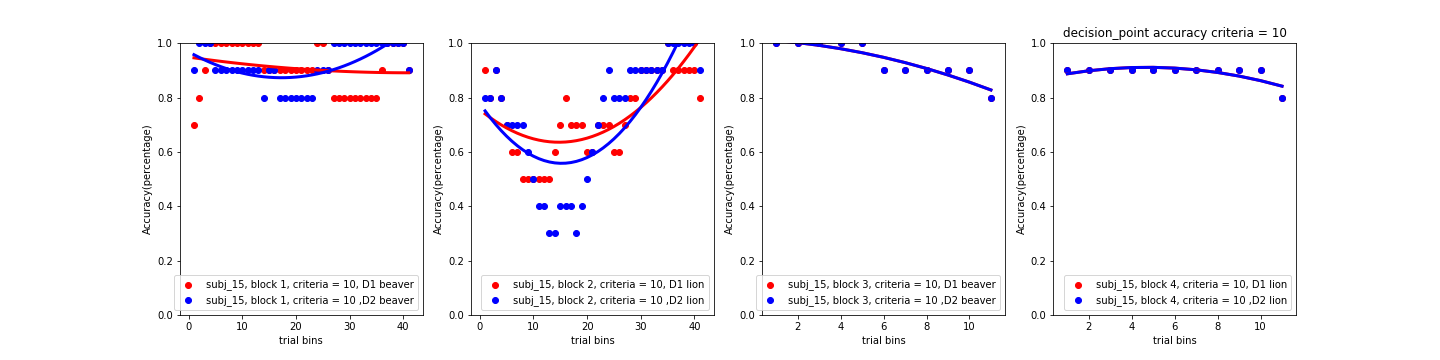 decision_point accuracy criteria = 10
Accuracy(percentage)
1.0
0.8
0.6
0.4
0.2
0.0
subj_15, block 1, criteria = 10, D1 beaver
subj_15, block 1, criteria = 10 ,D2 beaver
0 10 20 30 40
trial bins
Accuracy(percentage)
1.0
0.8
0.6
0.4
0.2
0.0
subj_15, block 2, criteria = 10, D1 lion
subj_15, block 2, criteria = 10 ,D2 lion
0 10 20 30 40
trial bins
Accuracy(percentage)
1.0
0.8
0.6
0.4
0.2
0.0
subj_15, block 3, criteria = 10, D1 beaver
subj_15, block 3, criteria = 10 ,D2 beaver
2 4 6 8 10
trial bins
Accuracy(percentage)
1.0
0.8
0.6
0.4
0.2
0.0
subj_15, block 4, criteria = 10, D1 lion
subj_15, block 4, criteria = 10 ,D2 lion
2 4 6 8 10
trial bins